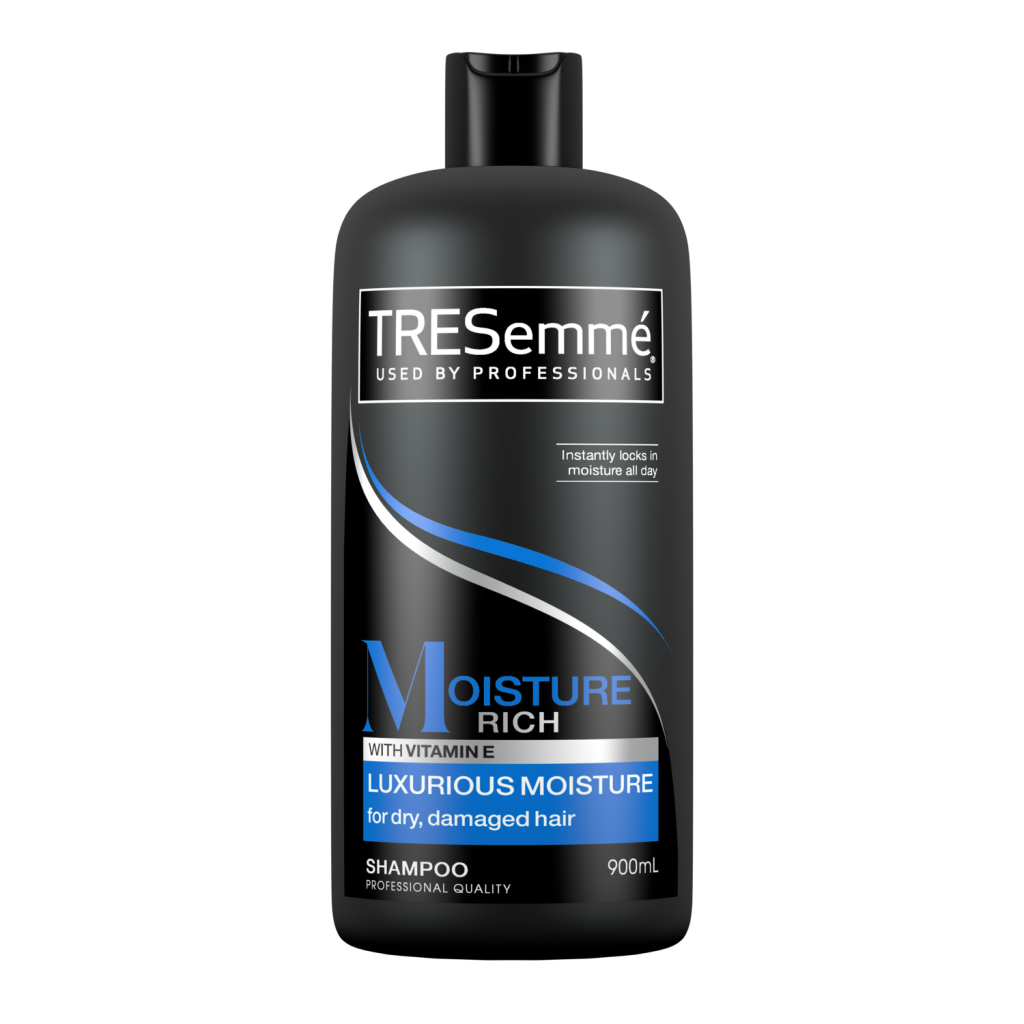 TRESemmé®
USED BY PROFESSIONALS
Instantly locks in
moisture all day
MOISTURE
RICH
WITH VITAMIN E
LUXURIOUS MOISTURE
for dry, damaged hair
SHAMPOO
900mL
PROFESSIONAL QUALITY